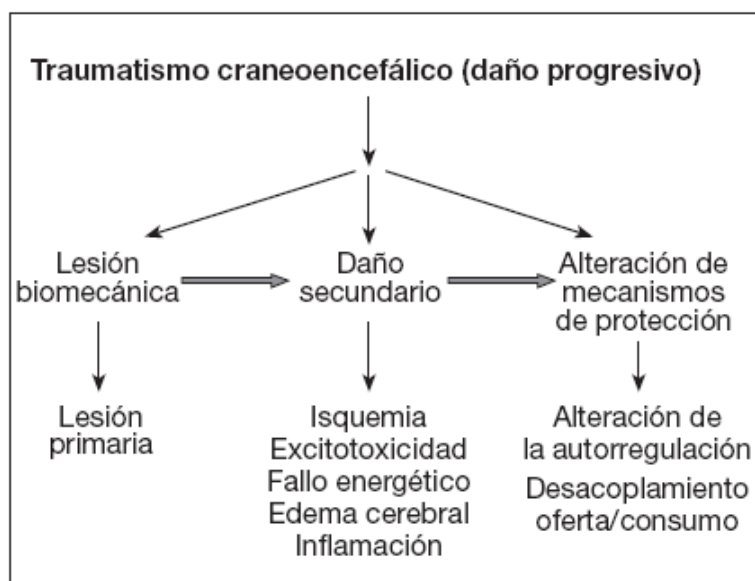 Traumatismo craneoencefálico (daño progresivo)
Lesión
biomecánica
Daño
secundario
Alteración de
mecanismos
de protección
Lesión
primaria
Isquemia
Excitotoxicidad
Fallo energético
Edema cerebral
Inflamación
Alteración de
la autorregulación
Desacoplamiento
oferta/consumo